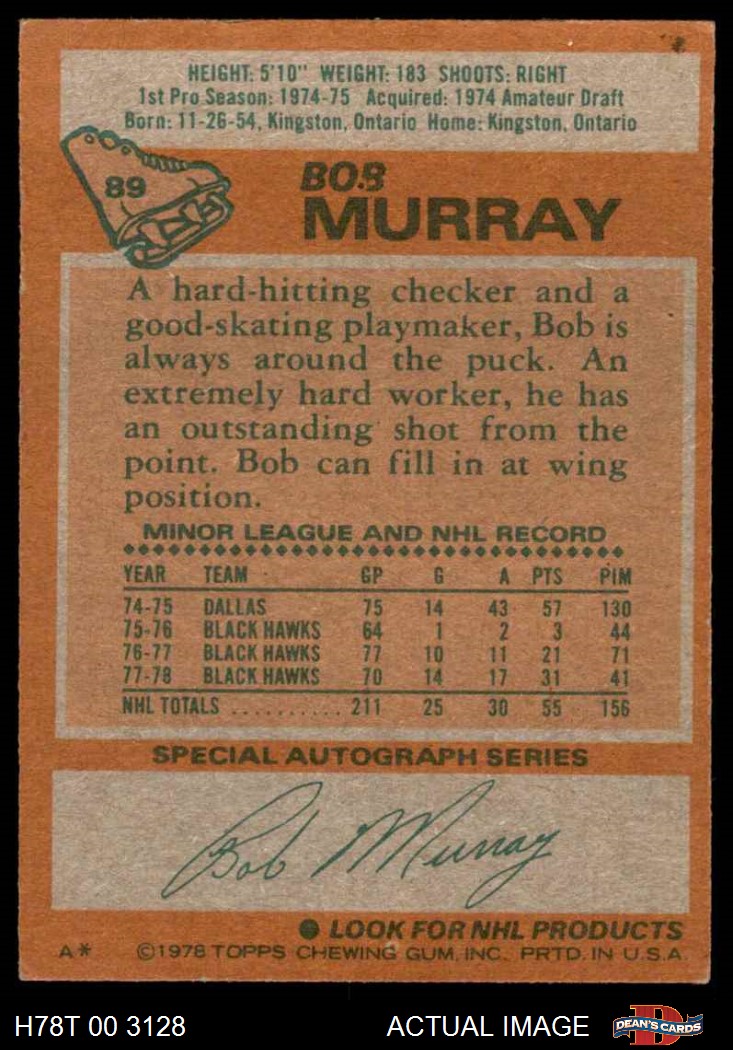 HEIGHT: 5'10" WEIGHT: 183 SHOOTS: RIGHT
1st Pro Season: 1974-75 Acquired: 1974 Amateur Draft
Born: 11-26-54, Kingston, Ontario Home: Kingston, Ontario
89
BOB
MURRAY
A hard-hitting checker and a
good-skating playmaker, Bob is
always around the puck. An
extremely hard worker, he has
an outstanding shot from the
point. Bob can fill in at wing
position.
MINOR LEAGUE AND NHL RECORD
YEAR TEAM GP G A PTS PIM
74-75 DALLAS 75 14 43 57 130
75-76 BLACK HAWKS 64 1 2 3 44
76-77 BLACK HAWKS 77 10 11 21 71
77-78 BLACK HAWKS 70 14 17 31 41
NHL TOTALS .......... 211 25 30 55 156
SPECIAL AUTOGRAPH SERIES
Bob Murray
● LOOK FOR NHL PRODUCTS
A* ©1978 TOPPS CHEWING GUM, INC. PRTD. IN U.S.A.
H78T 00 3128 ACTUAL IMAGE D DEAN'S CARDS